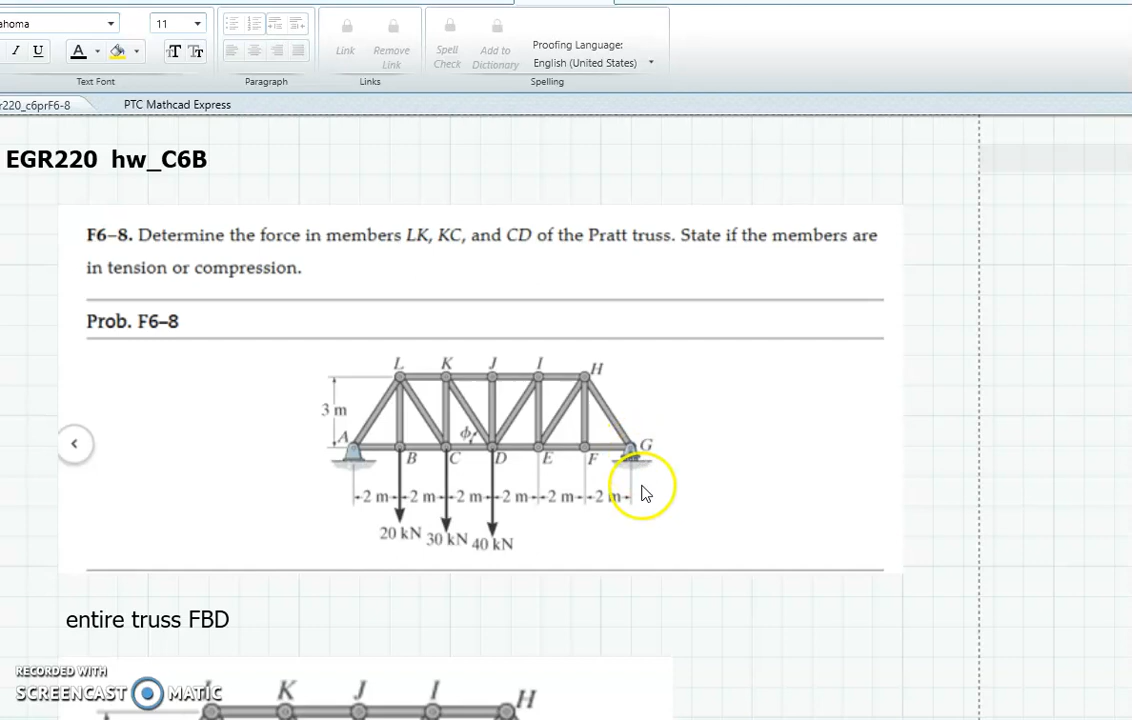 ahoma
11
I U A
T Tr
Link
Remove
Link
Spell
Check
Add to
Dictionary
Proofing Language:
English (United States)
Text Font
Paragraph
Links
Spelling
r220_c6prF6-8
PTC Mathcad Express
EGR220 hw_C6B
F6–8. Determine the force in members LK, KC, and CD of the Pratt truss. State if the members are
in tension or compression.
Prob. F6–8
L K J I H
3 m
A ϕ G
B C D E F
2 m 2 m 2 m 2 m 2 m 2 m
20 kN 30 kN 40 kN
entire truss FBD
RECORDED WITH
SCREENCAST MATIC
K J I H